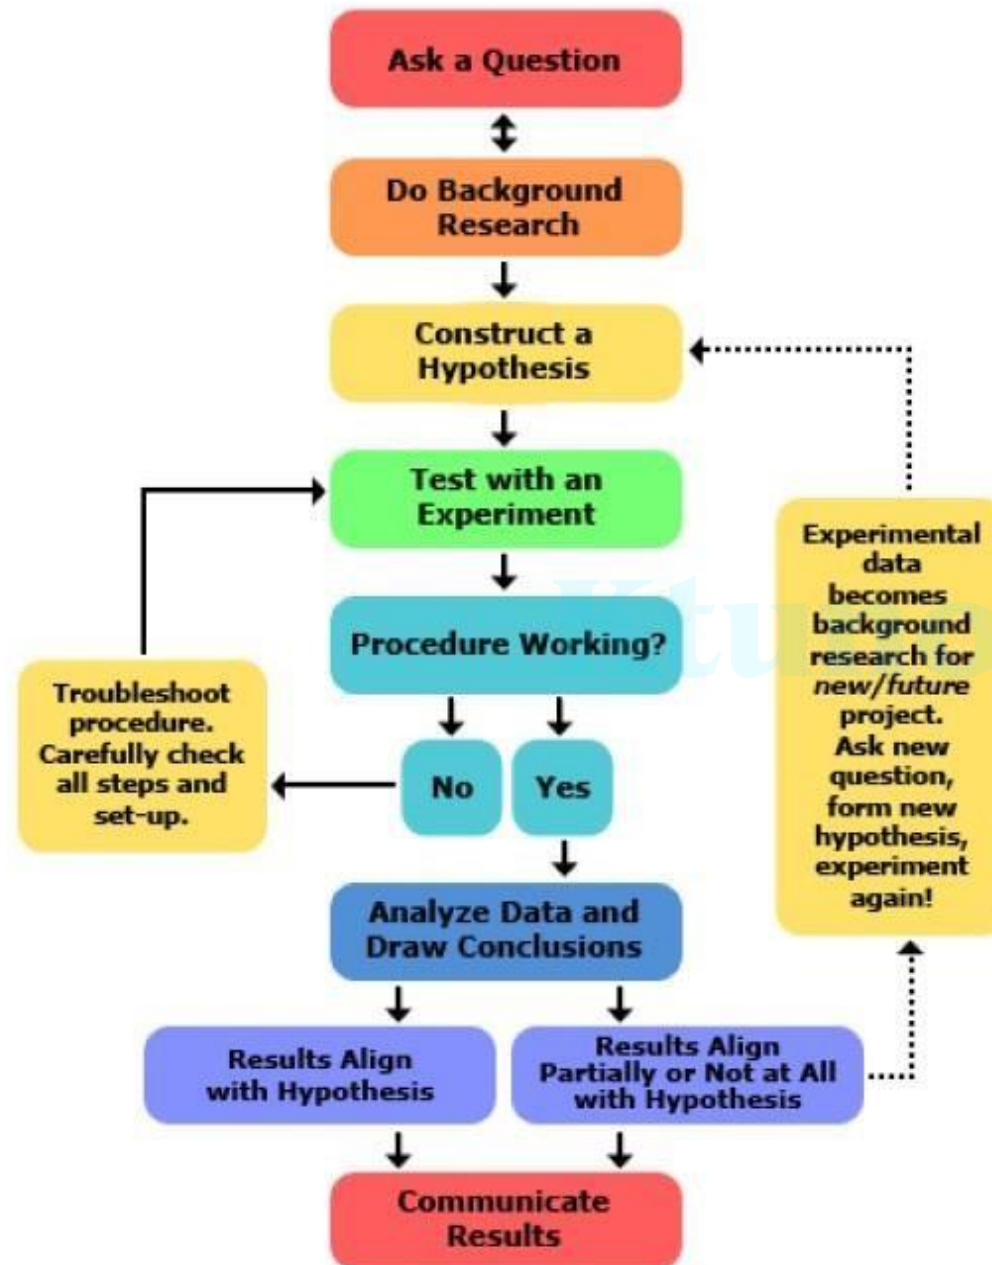 Ask a Question
Do Background
Research
Construct a
Hypothesis
Test with an
Experiment
Procedure Working?
No
Yes
Troubleshoot
procedure.
Carefully check
all steps and
set-up.
Experimental
data
becomes
background
research for
new/future
project.
Ask new
question,
form new
hypothesis,
experiment
again!
Analyze Data and
Draw Conclusions
Results Align
with Hypothesis
Results Align
Partially or Not at All
with Hypothesis
Communicate
Results